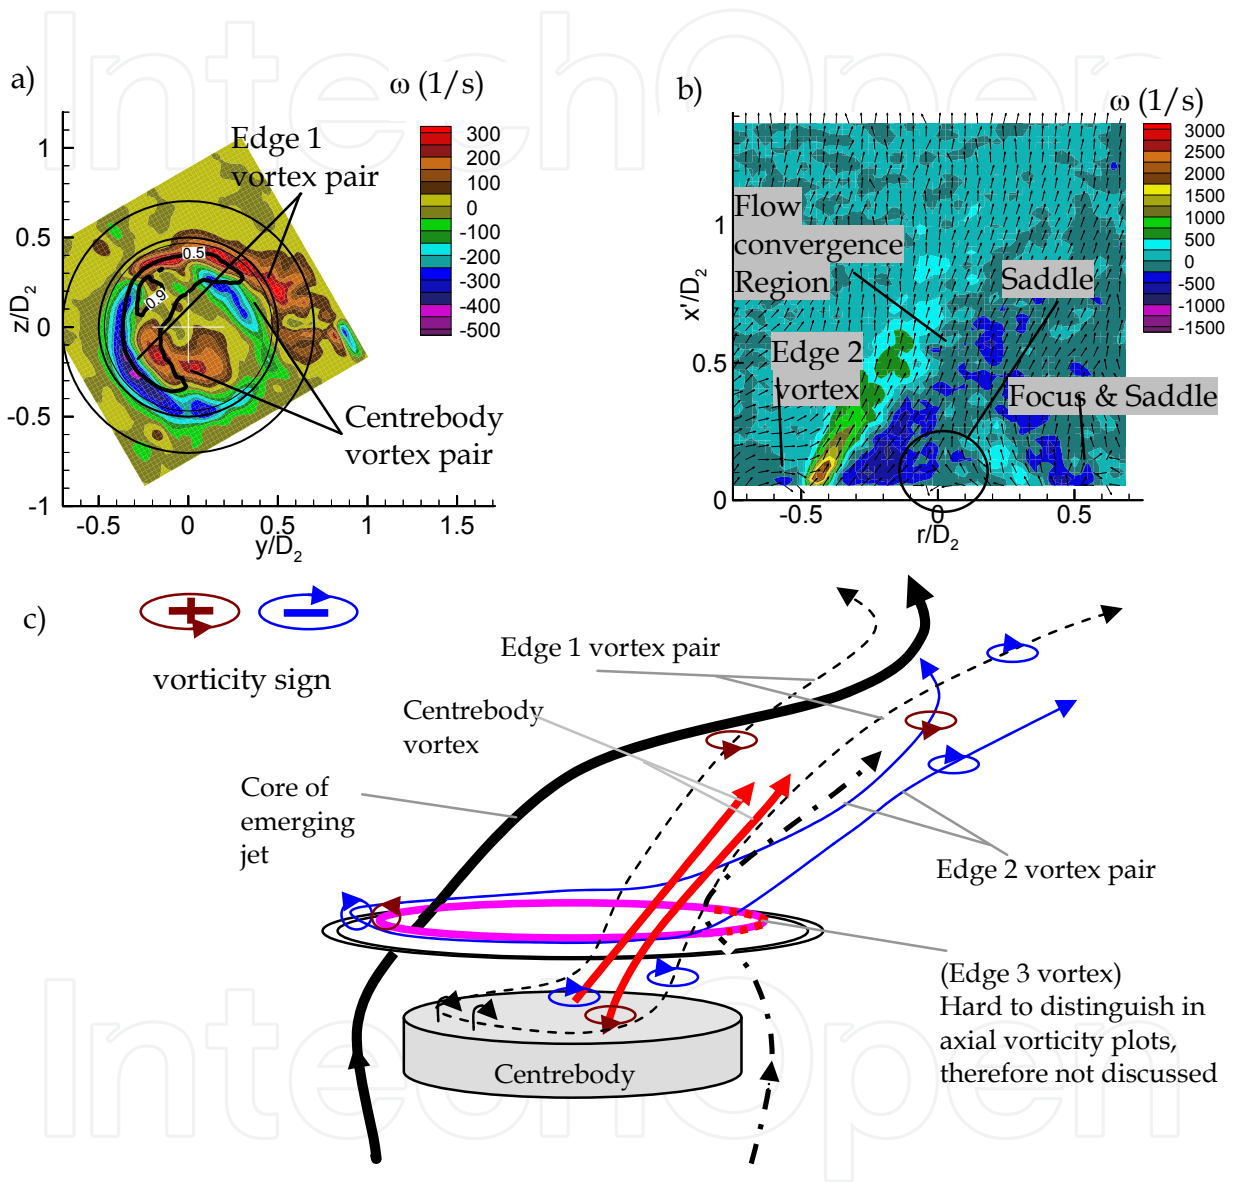 IntechOpen
a)
ω (1/s)
Edge 1
vortex pair
300
200
100
0
-100
-200
-300
-400
-500
1
0.5
0
-0.5
-1
z/D2
0.5
0.9
-0.5
0
0.5
1
1.5
y/D2
Centrebody
vortex pair
b)
ω (1/s)
3000
2500
2000
1500
1000
500
0
-500
-1000
-1500
1
0.5
0
x'/D2
Flow
convergence
Region
Saddle
Edge 2
vortex
Focus & Saddle
-0.5
0
0.5
r/D2
c)
+
−
vorticity sign
Edge 1 vortex pair
Centrebody
vortex
Core of
emerging
jet
Edge 2 vortex pair
(Edge 3 vortex)
Hard to distinguish in
axial vorticity plots,
therefore not discussed
Centrebody
IntechOpen